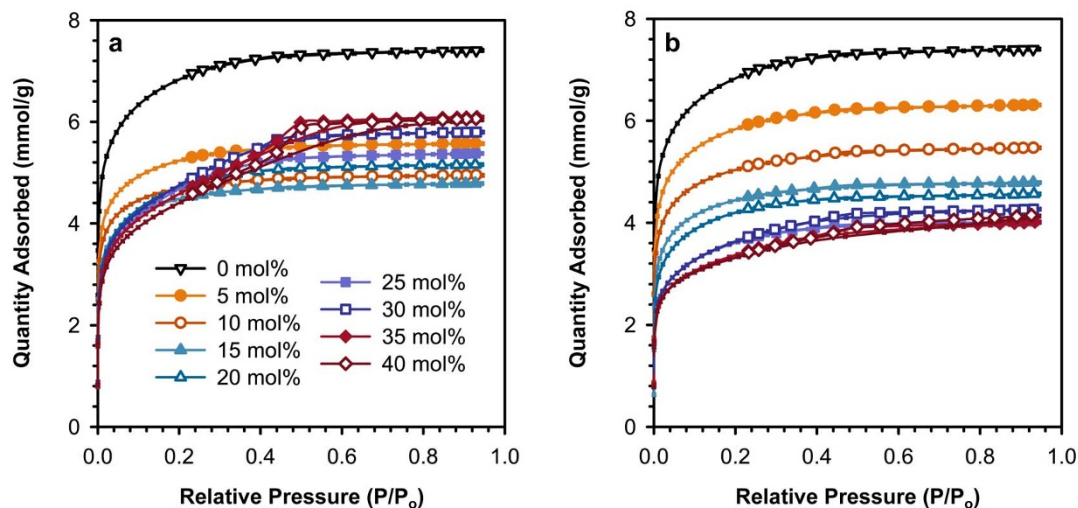 a
8
6
4
2
0
0.0 0.2 0.4 0.6 0.8 1.0
Quantity Adsorbed (mmol/g)
Relative Pressure (P/Po)
0 mol%
5 mol%
10 mol%
15 mol%
20 mol%
25 mol%
30 mol%
35 mol%
40 mol%
b
8
6
4
2
0
0.0 0.2 0.4 0.6 0.8 1.0
Quantity Adsorbed (mmol/g)
Relative Pressure (P/Po)